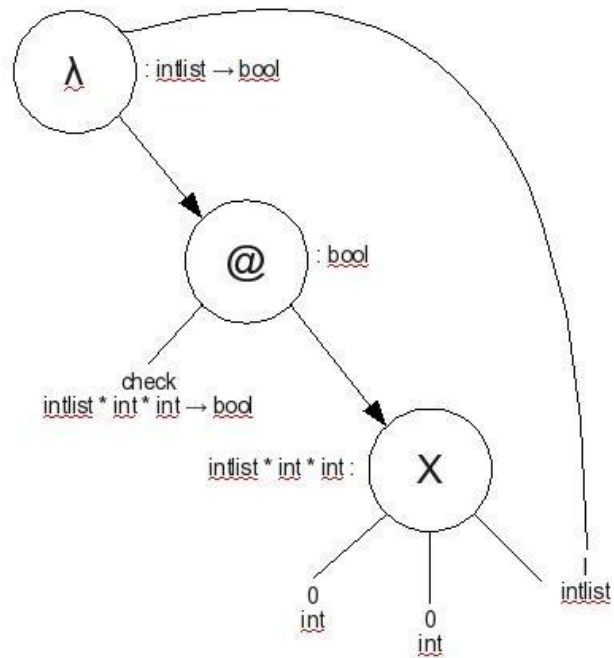 λ
: intlist → bool
@
: bool
check
intlist * int * int → bool
intlist * int * int :
X
0
int
0
int
l
intlist